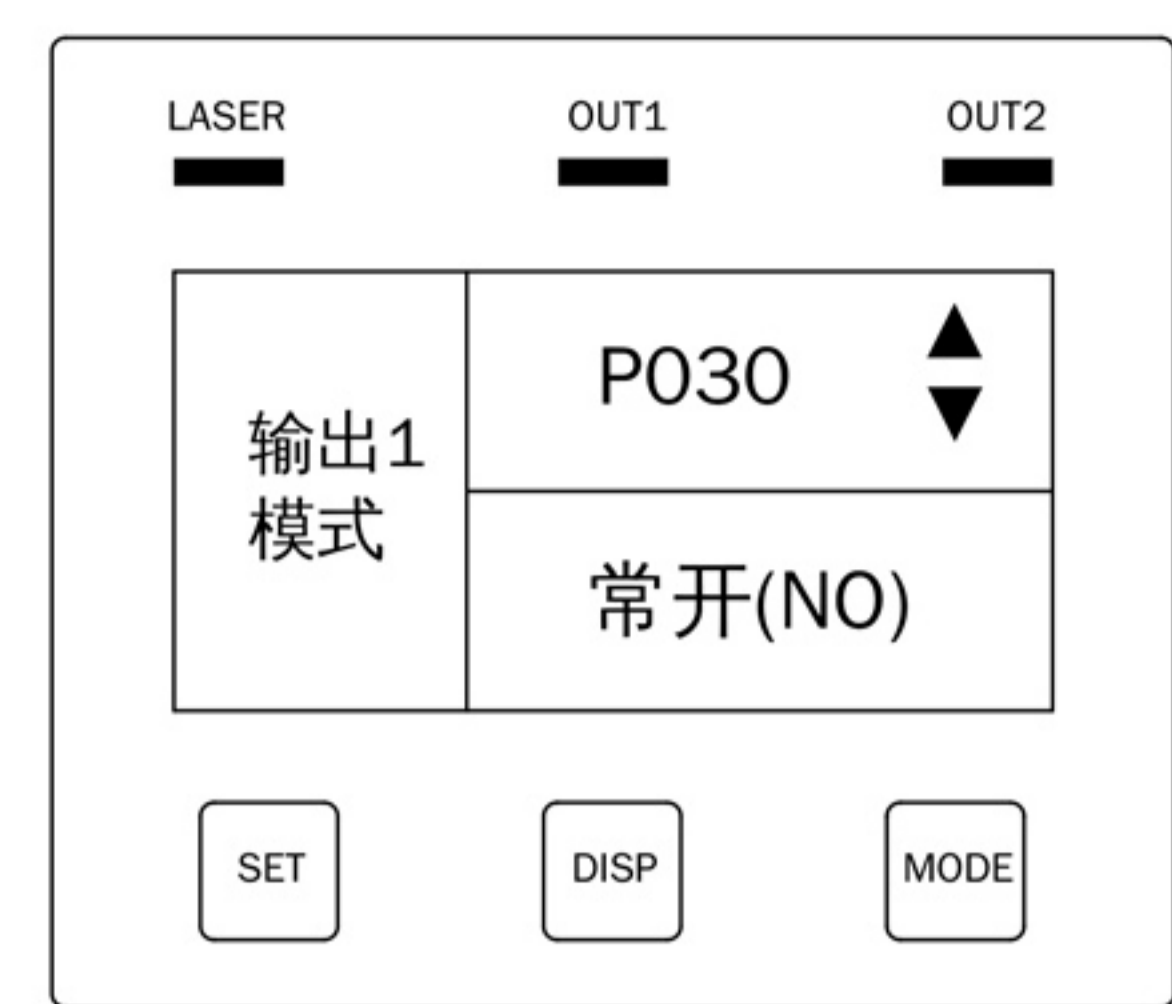 LASER
OUT1
OUT2
输出1
模式
P030
常开(NO)
SET
DISP
MODE